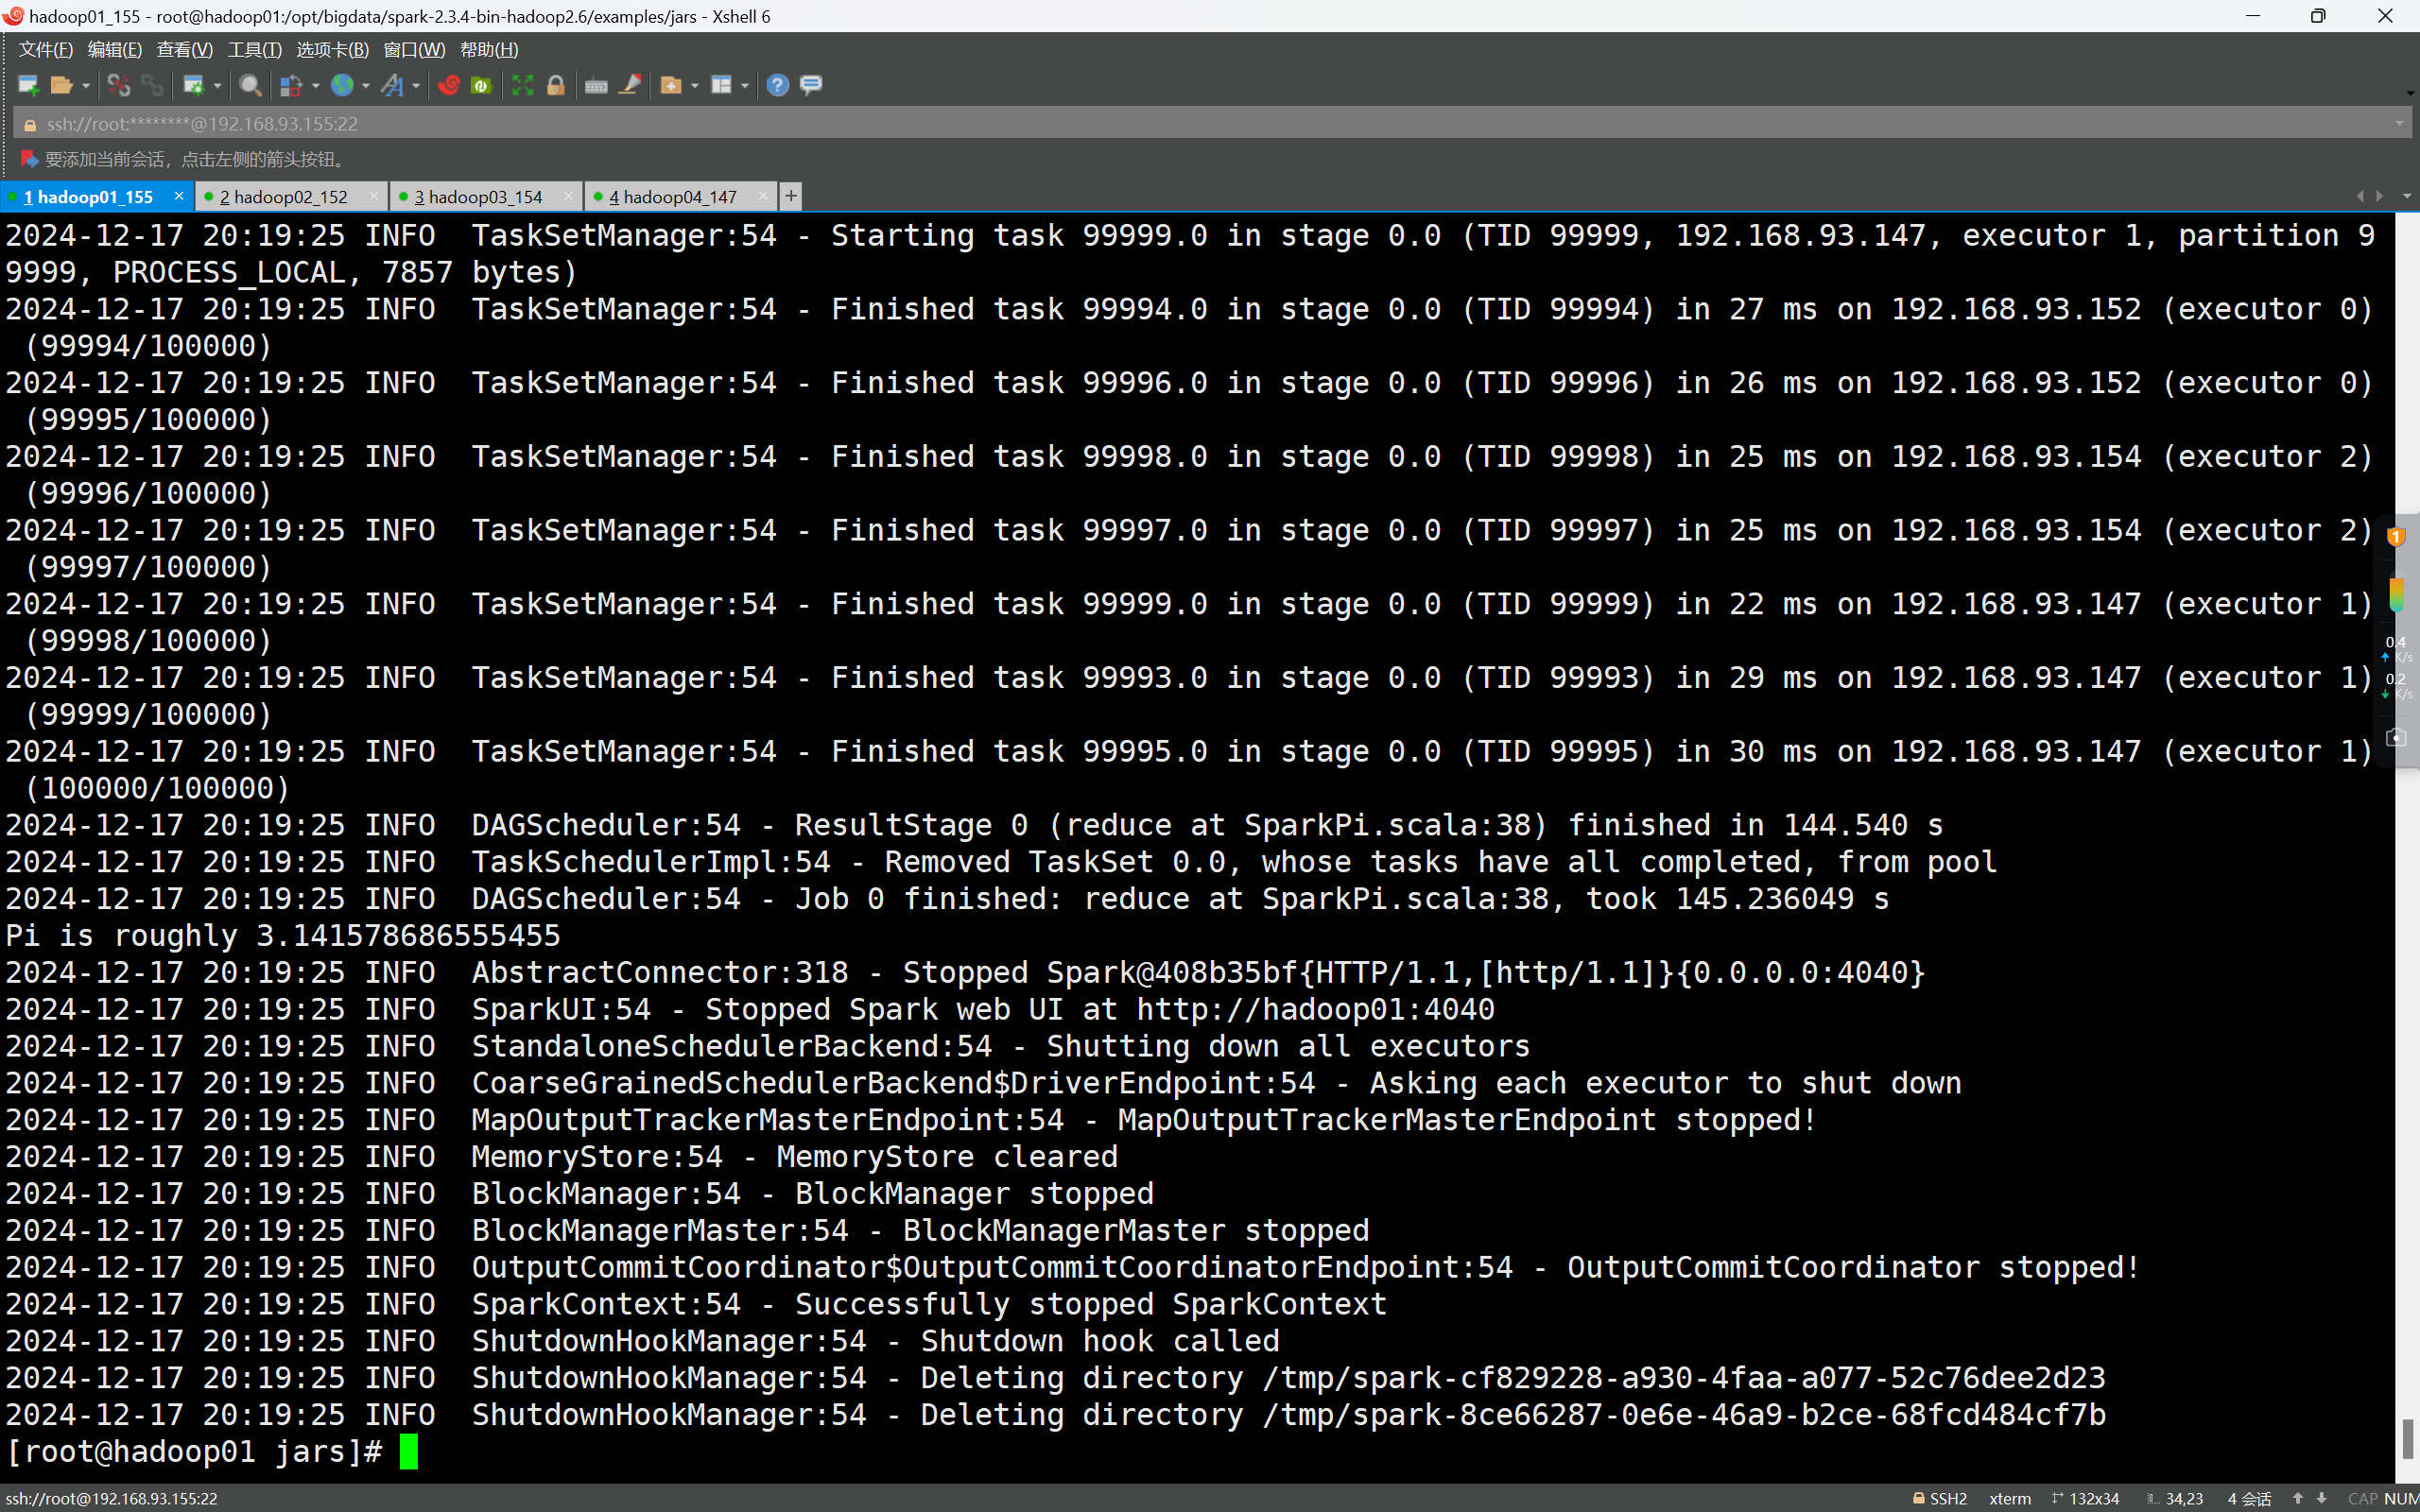 hadoop01_155 - root@hadoop01:/opt/bigdata/spark-2.3.4-bin-hadoop2.6/examples/jars - Xshell 6
文件(F) 编辑(E) 查看(V) 工具(T) 选项卡(B) 窗口(W) 帮助(H)
ssh://root:********@192.168.93.155:22
要添加当前会话，点击左侧的箭头按钮。
1 hadoop01_155 × 2 hadoop02_152 × 3 hadoop03_154 × 4 hadoop04_147 × +
2024-12-17 20:19:25 INFO  TaskSetManager:54 - Starting task 99999.0 in stage 0.0 (TID 99999, 192.168.93.147, executor 1, partition 9
9999, PROCESS_LOCAL, 7857 bytes)
2024-12-17 20:19:25 INFO  TaskSetManager:54 - Finished task 99994.0 in stage 0.0 (TID 99994) in 27 ms on 192.168.93.152 (executor 0)
 (99994/100000)
2024-12-17 20:19:25 INFO  TaskSetManager:54 - Finished task 99996.0 in stage 0.0 (TID 99996) in 26 ms on 192.168.93.152 (executor 0)
 (99995/100000)
2024-12-17 20:19:25 INFO  TaskSetManager:54 - Finished task 99998.0 in stage 0.0 (TID 99998) in 25 ms on 192.168.93.154 (executor 2)
 (99996/100000)
2024-12-17 20:19:25 INFO  TaskSetManager:54 - Finished task 99997.0 in stage 0.0 (TID 99997) in 25 ms on 192.168.93.154 (executor 2)
 (99997/100000)
2024-12-17 20:19:25 INFO  TaskSetManager:54 - Finished task 99999.0 in stage 0.0 (TID 99999) in 22 ms on 192.168.93.147 (executor 1)
 (99998/100000)
2024-12-17 20:19:25 INFO  TaskSetManager:54 - Finished task 99993.0 in stage 0.0 (TID 99993) in 29 ms on 192.168.93.147 (executor 1)
 (99999/100000)
2024-12-17 20:19:25 INFO  TaskSetManager:54 - Finished task 99995.0 in stage 0.0 (TID 99995) in 30 ms on 192.168.93.147 (executor 1)
 (100000/100000)
2024-12-17 20:19:25 INFO  DAGScheduler:54 - ResultStage 0 (reduce at SparkPi.scala:38) finished in 144.540 s
2024-12-17 20:19:25 INFO  TaskSchedulerImpl:54 - Removed TaskSet 0.0, whose tasks have all completed, from pool
2024-12-17 20:19:25 INFO  DAGScheduler:54 - Job 0 finished: reduce at SparkPi.scala:38, took 145.236049 s
Pi is roughly 3.141578686555455
2024-12-17 20:19:25 INFO  AbstractConnector:318 - Stopped Spark@408b35bf{HTTP/1.1,[http/1.1]}{0.0.0.0:4040}
2024-12-17 20:19:25 INFO  SparkUI:54 - Stopped Spark web UI at http://hadoop01:4040
2024-12-17 20:19:25 INFO  StandaloneSchedulerBackend:54 - Shutting down all executors
2024-12-17 20:19:25 INFO  CoarseGrainedSchedulerBackend$DriverEndpoint:54 - Asking each executor to shut down
2024-12-17 20:19:25 INFO  MapOutputTrackerMasterEndpoint:54 - MapOutputTrackerMasterEndpoint stopped!
2024-12-17 20:19:25 INFO  MemoryStore:54 - MemoryStore cleared
2024-12-17 20:19:25 INFO  BlockManager:54 - BlockManager stopped
2024-12-17 20:19:25 INFO  BlockManagerMaster:54 - BlockManagerMaster stopped
2024-12-17 20:19:25 INFO  OutputCommitCoordinator$OutputCommitCoordinatorEndpoint:54 - OutputCommitCoordinator stopped!
2024-12-17 20:19:25 INFO  SparkContext:54 - Successfully stopped SparkContext
2024-12-17 20:19:25 INFO  ShutdownHookManager:54 - Shutdown hook called
2024-12-17 20:19:25 INFO  ShutdownHookManager:54 - Deleting directory /tmp/spark-cf829228-a930-4faa-a077-52c76dee2d23
2024-12-17 20:19:25 INFO  ShutdownHookManager:54 - Deleting directory /tmp/spark-8ce66287-0e6e-46a9-b2ce-68fcd484cf7b
[root@hadoop01 jars]#
1
0.4
K/s
0.2
K/s
ssh://root@192.168.93.155:22 SSH2 xterm 132x34 34,23 4 会话 CAP NUM